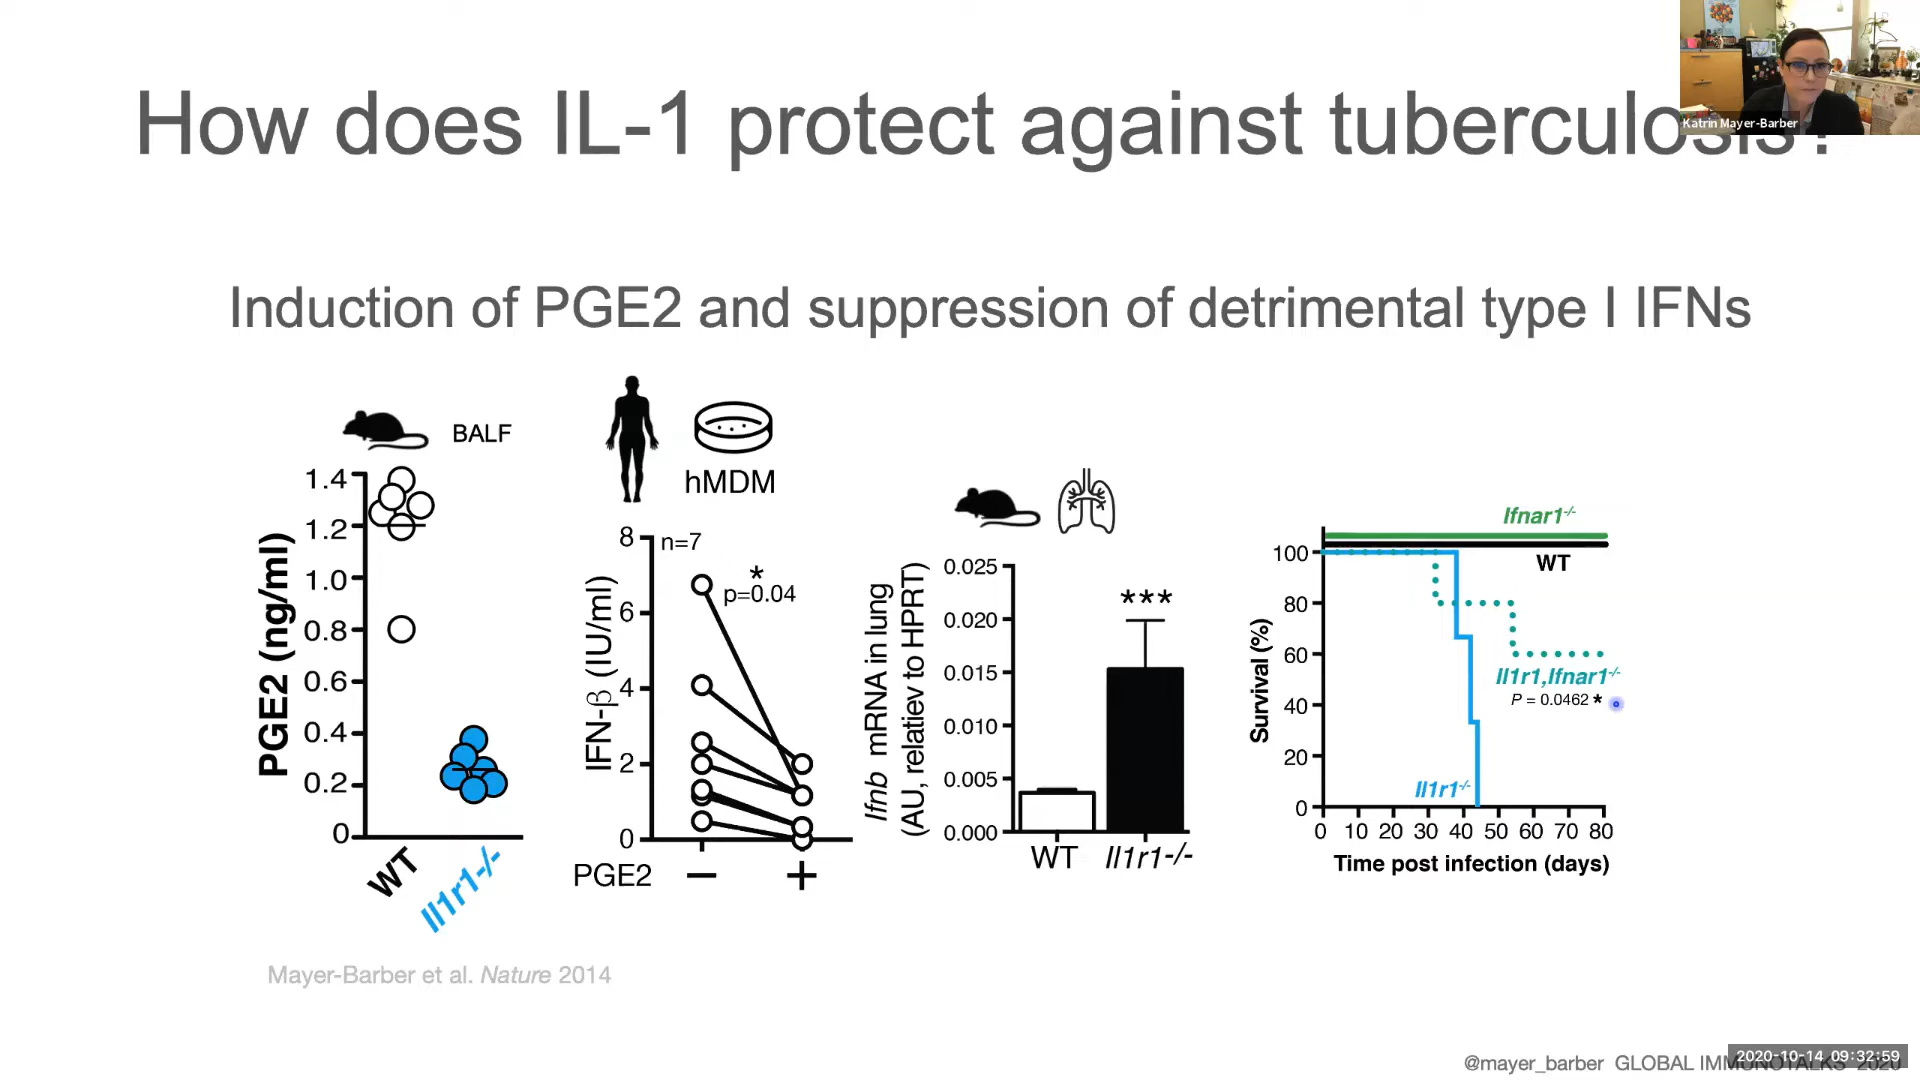 Katrin Mayer-Barber
How does IL-1 protect against tuberculosis?
Induction of PGE2 and suppression of detrimental type I IFNs
BALF
PGE2 (ng/ml)
1.4
1.2
1.0
0.8
0.6
0.4
0.2
0
WT
Il1r1-/-
hMDM
IFN-β (IU/ml)
8
6
4
2
0
n=7
*
p=0.04
PGE2 − +
Ifnb mRNA in lung
(AU, relatiev to HPRT)
0.025
0.020
0.015
0.010
0.005
0.000
***
WT Il1r1-/-
Survival (%)
100
80
60
40
20
0
Ifnar1-/-
WT
Il1r1,Ifnar1-/-
P = 0.0462 *
Il1r1-/-
0 10 20 30 40 50 60 70 80
Time post infection (days)
Mayer-Barber et al. Nature 2014
@mayer_barber GLOBAL IMMUNOTALKS 2020
2020-10-14 09:32:59